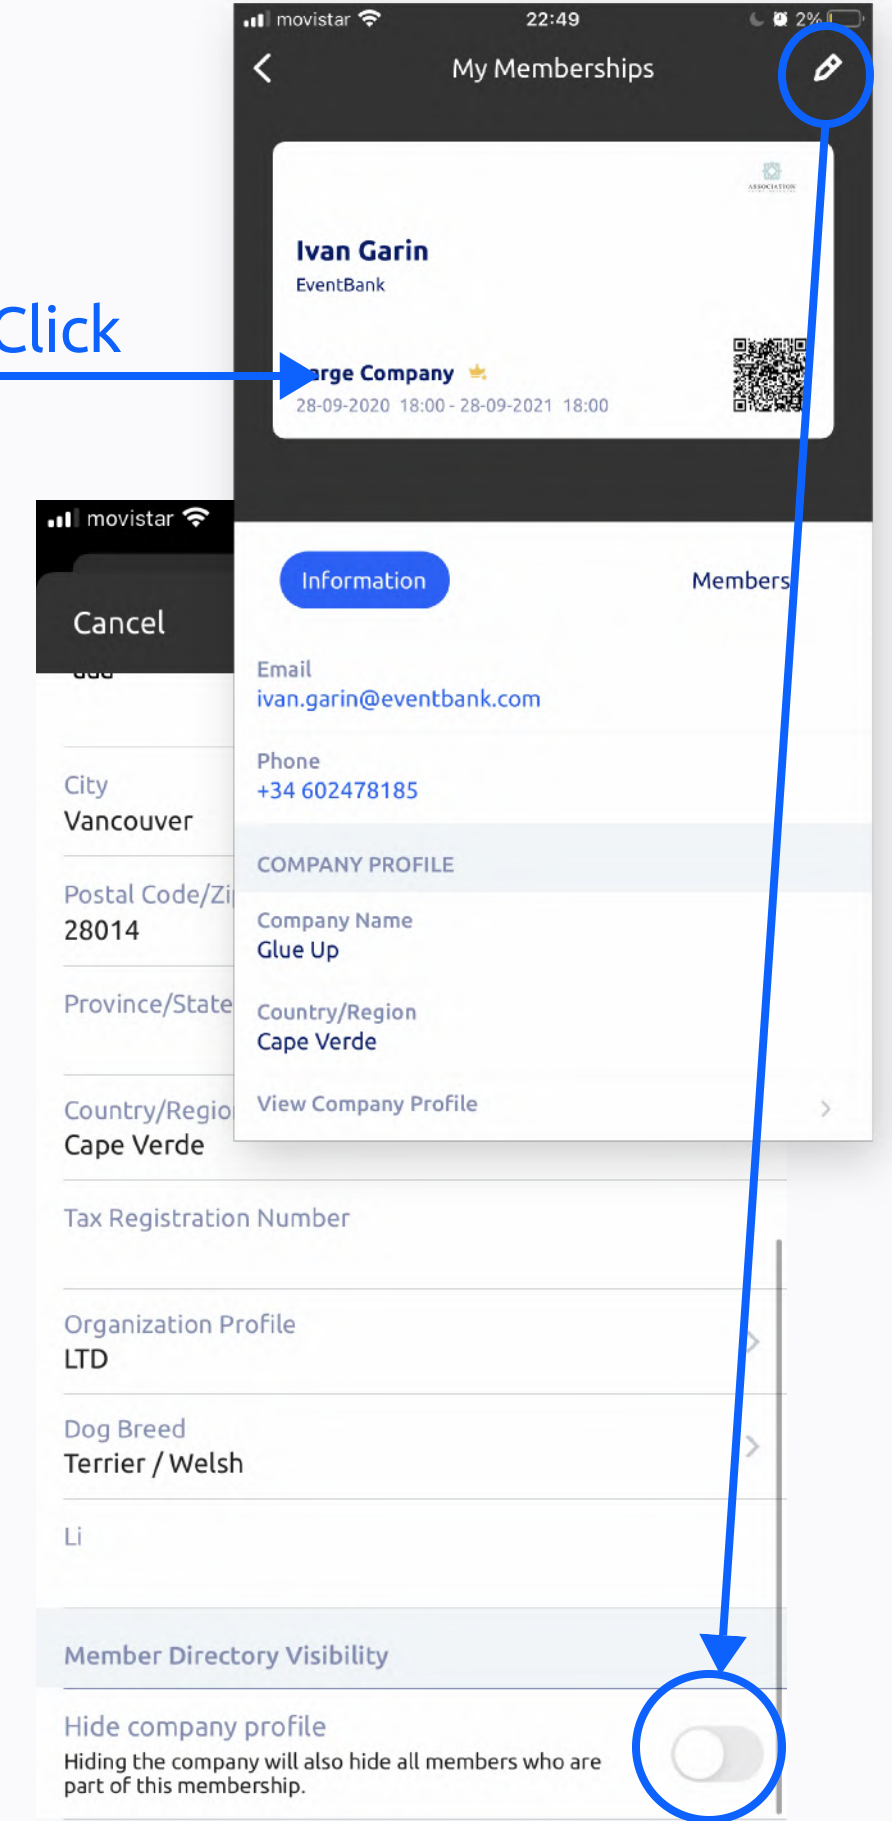 movistar 22:49 2%
My Memberships
ASSOCIATION
Ivan Garin
EventBank
Click
arge Company
28-09-2020 18:00 - 28-09-2021 18:00
Information Members
Email
ivan.garin@eventbank.com
Phone
+34 602478185
COMPANY PROFILE
Company Name
Glue Up
Country/Region
Cape Verde
View Company Profile
movistar
Cancel
City
Vancouver
Postal Code/Zi
28014
Province/State
Country/Regio
Cape Verde
Tax Registration Number
Organization Profile
LTD
Dog Breed
Terrier / Welsh
Li
Member Directory Visibility
Hide company profile
Hiding the company will also hide all members who are
part of this membership.